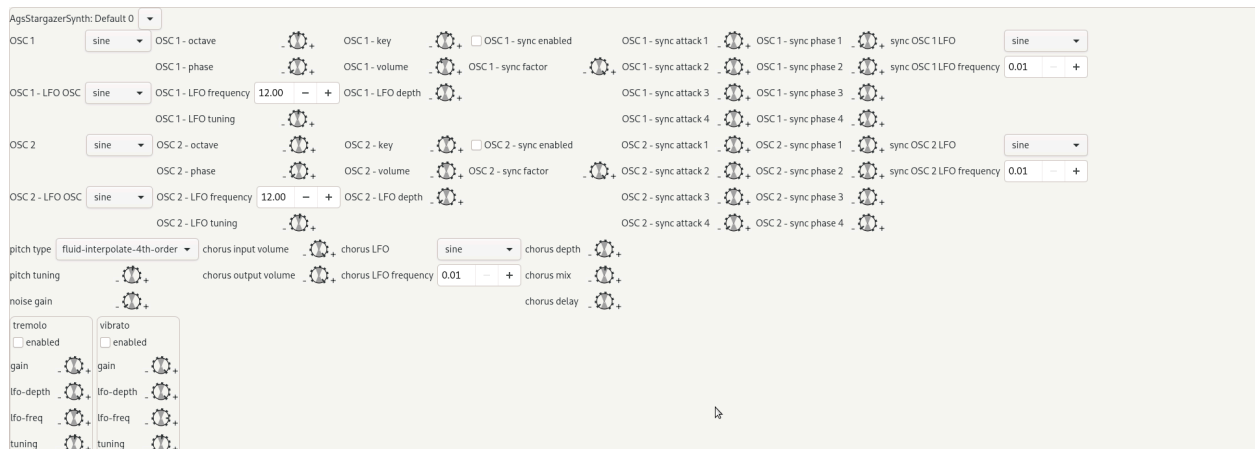 AgsStargazerSynth: Default 0
OSC 1 sine OSC 1 - octave - + OSC 1 - key - + OSC 1 - sync enabled OSC 1 - sync attack 1 - + OSC 1 - sync phase 1 - + sync OSC 1 LFO sine
OSC 1 - phase - + OSC 1 - volume - + OSC 1 - sync factor - + OSC 1 - sync attack 2 - + OSC 1 - sync phase 2 - + sync OSC 1 LFO frequency 0.01 - +
OSC 1 - LFO OSC sine OSC 1 - LFO frequency 12.00 - + OSC 1 - LFO depth - + OSC 1 - sync attack 3 - + OSC 1 - sync phase 3 - +
OSC 1 - LFO tuning - + OSC 1 - sync attack 4 - + OSC 1 - sync phase 4 - +
OSC 2 sine OSC 2 - octave - + OSC 2 - key - + OSC 2 - sync enabled OSC 2 - sync attack 1 - + OSC 2 - sync phase 1 - + sync OSC 2 LFO sine
OSC 2 - phase - + OSC 2 - volume - + OSC 2 - sync factor - + OSC 2 - sync attack 2 - + OSC 2 - sync phase 2 - + sync OSC 2 LFO frequency 0.01 - +
OSC 2 - LFO OSC sine OSC 2 - LFO frequency 12.00 - + OSC 2 - LFO depth - + OSC 2 - sync attack 3 - + OSC 2 - sync phase 3 - +
OSC 2 - LFO tuning - + OSC 2 - sync attack 4 - + OSC 2 - sync phase 4 - +
pitch type fluid-interpolate-4th-order chorus input volume - + chorus LFO sine chorus depth - +
pitch tuning - + chorus output volume - + chorus LFO frequency 0.01 - + chorus mix - +
noise gain - + chorus delay - +
tremolo vibrato
enabled enabled
gain - + gain - +
lfo-depth - + lfo-depth - +
lfo-freq - + lfo-freq - +
tuning - + tuning - +